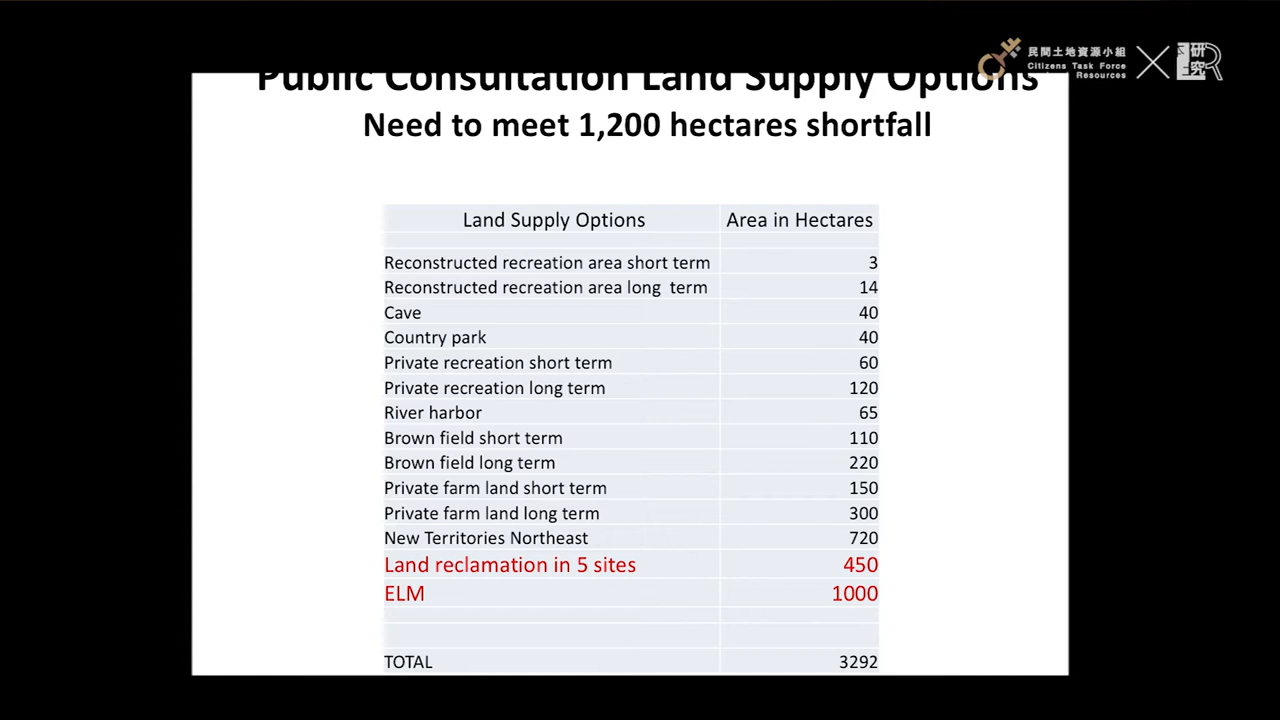 民間土地資源小組
Citizens Task Force
Resources
研究
Public Consultation Land Supply Options
Need to meet 1,200 hectares shortfall
Land Supply Options Area in Hectares
Reconstructed recreation area short term 3
Reconstructed recreation area long term 14
Cave 40
Country park 40
Private recreation short term 60
Private recreation long term 120
River harbor 65
Brown field short term 110
Brown field long term 220
Private farm land short term 150
Private farm land long term 300
New Territories Northeast 720
Land reclamation in 5 sites 450
ELM 1000
TOTAL 3292